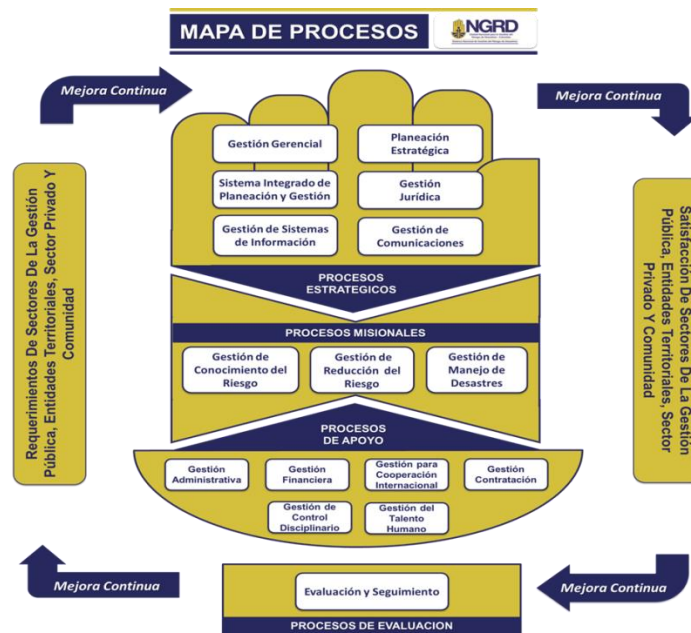 MAPA DE PROCESOS
NGRD
Mejora Continua
Mejora Continua
Requerimientos De Sectores De La Gestión
Pública, Entidades Territoriales, Sector Privado Y
Comunidad
Gestión Gerencial
Planeación
Estratégica
Sistema Integrado de
Planeación y Gestión
Gestión
Jurídica
Gestión de Sistemas
de Información
Gestión de
Comunicaciones
PROCESOS
ESTRATEGICOS
PROCESOS MISIONALES
Gestión de
Conocimiento del
Riesgo
Gestión de
Reducción del
Riesgo
Gestión de
Manejo de
Desastres
PROCESOS
DE APOYO
Gestión
Administrativa
Gestión
Financiera
Gestión para
Cooperación
Internacional
Gestión
Contratación
Gestión de
Control
Disciplinario
Gestión del
Talento
Humano
Satisfacción De Sectores De La Gestión
Pública, Entidades Territoriales, Sector
Privado Y Comunidad
Mejora Continua
Evaluación y Seguimiento
PROCESOS DE EVALUACION
Mejora Continua